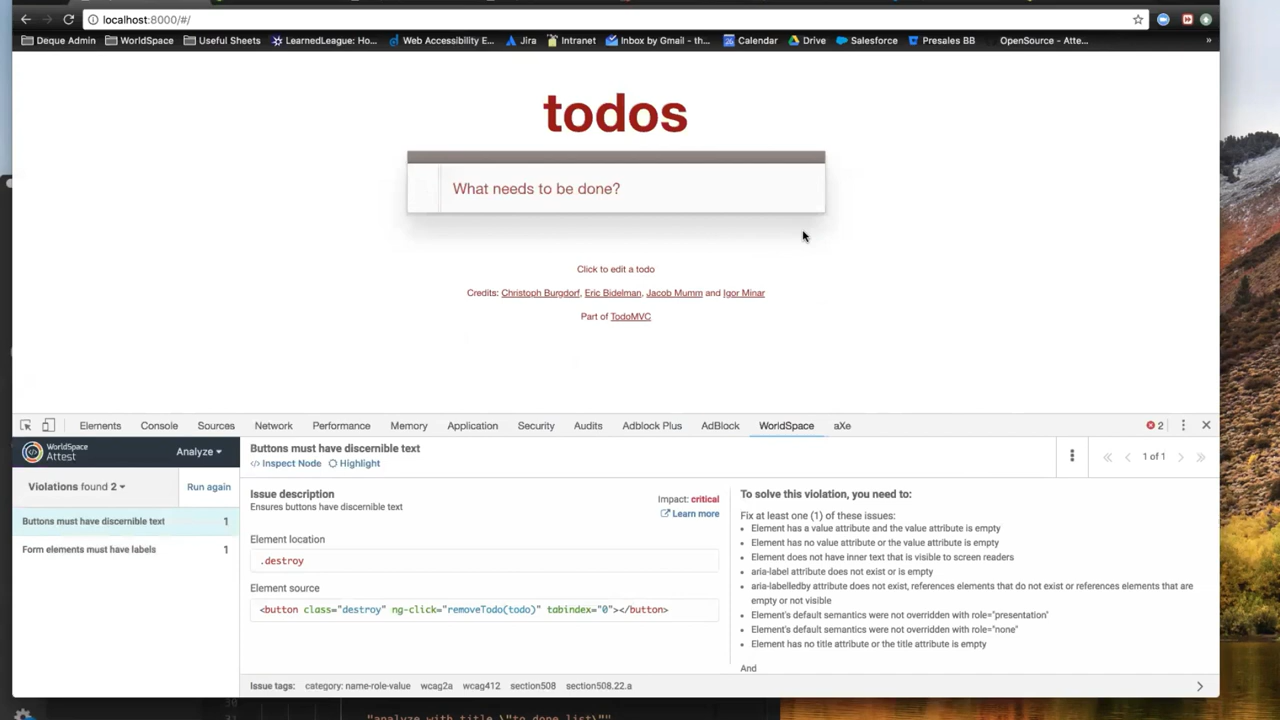 localhost:8000/#/
Deque Admin WorldSpace Useful Sheets LearnedLeague: Ho... Web Accessibility E... Jira Intranet Inbox by Gmail - th... 26 Calendar Drive Salesforce Presales BB OpenSource - Atte... »
todos
What needs to be done?
Click to edit a todo
Credits: Christoph Burgdorf, Eric Bidelman, Jacob Mumm and Igor Minar
Part of TodoMVC
Elements Console Sources Network Performance Memory Application Security Audits Adblock Plus AdBlock WorldSpace aXe 2
WorldSpace
Attest
Analyze
Violations found 2
Run again
Buttons must have discernible text 1
Form elements must have labels 1
Buttons must have discernible text
</> Inspect Node Highlight
1 of 1
Issue description
Ensures buttons have discernible text
Impact: critical
Learn more
Element location
.destroy
Element source
<button class="destroy" ng-click="removeTodo(todo)" tabindex="0"></button>
To solve this violation, you need to:
Fix at least one (1) of these issues:
• Element has a value attribute and the value attribute is empty
• Element has no value attribute or the value attribute is empty
• Element does not have inner text that is visible to screen readers
• aria-label attribute does not exist or is empty
• aria-labelledby attribute does not exist, references elements that do not exist or references elements that are
empty or not visible
• Element's default semantics were not overridden with role="presentation"
• Element's default semantics were not overridden with role="none"
• Element has no title attribute or the title attribute is empty
And
Issue tags: category: name-role-value wcag2a wcag412 section508 section508.22.a
"analyze with title \"to done list\""